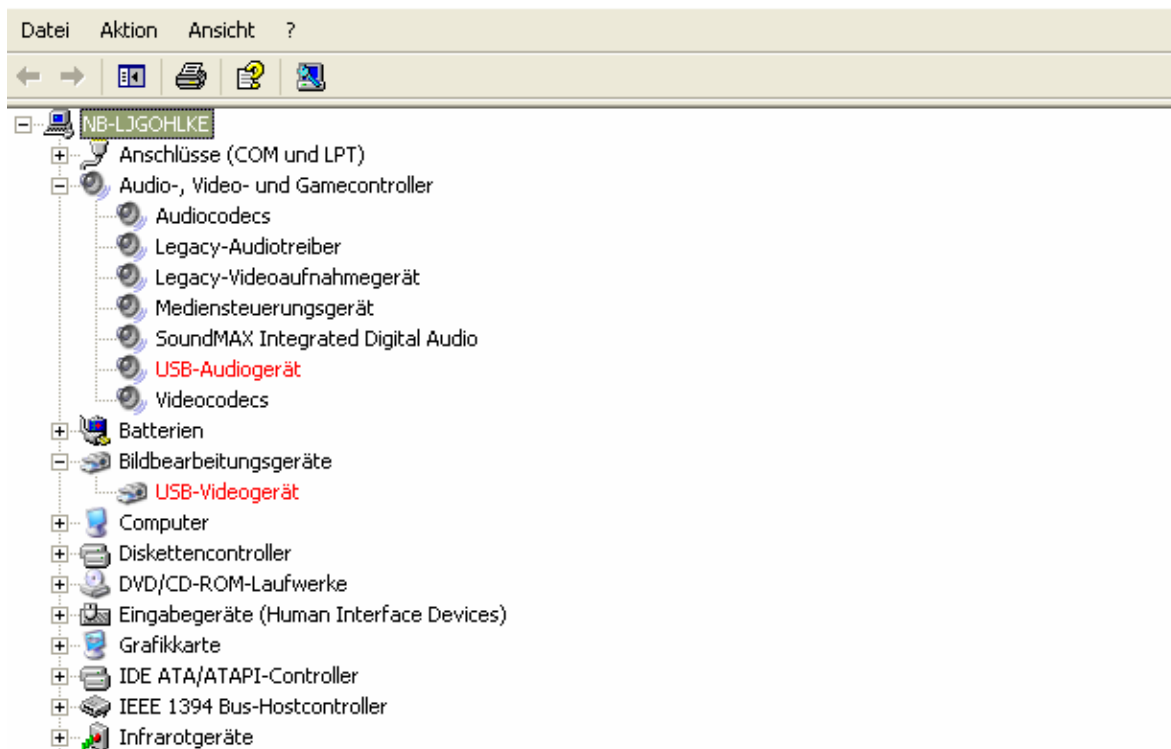 Datei Aktion Ansicht ?
NB-LJGOHLKE
Anschlüsse (COM und LPT)
Audio-, Video- und Gamecontroller
Audiocodecs
Legacy-Audiotreiber
Legacy-Videoaufnahmegerät
Mediensteuerungsgerät
SoundMAX Integrated Digital Audio
USB-Audiogerät
Videocodecs
Batterien
Bildbearbeitungsgeräte
USB-Videogerät
Computer
Diskettencontroller
DVD/CD-ROM-Laufwerke
Eingabegeräte (Human Interface Devices)
Grafikkarte
IDE ATA/ATAPI-Controller
IEEE 1394 Bus-Hostcontroller
Infrarotgeräte